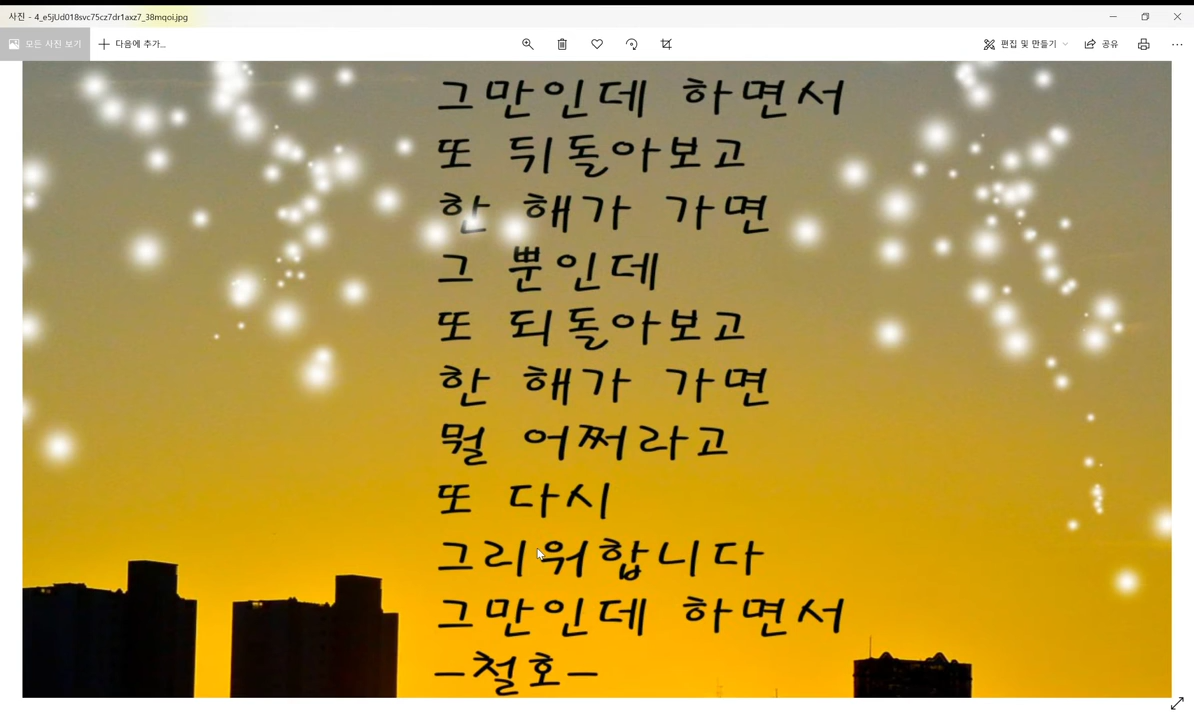 사진 - 4_e5jUd018svc75cz7dr1axz7_38mqoi.jpg
모든 사진 보기 다음에 추가... 편집 및 만들기 공유
그만인데 하면서
또 뒤돌아보고
한 해가 가면
그 뿐인데
또 되돌아보고
한 해가 가면
뭘 어쩌라고
또 다시
그리워합니다
그만인데 하면서
-철호-